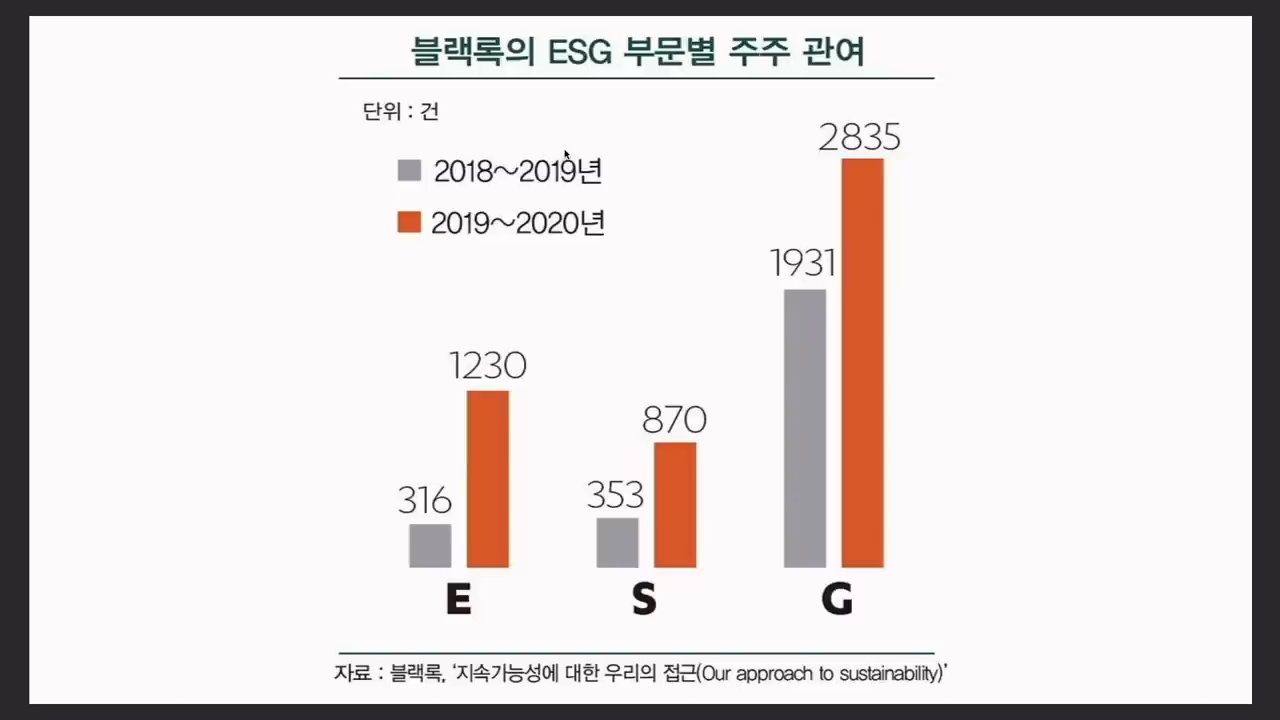 블랙록의 ESG 부문별 주주 관여
단위 : 건
2018～2019년
2019～2020년
2835
1931
1230
870
316
353
E
S
G
자료 : 블랙록, ‘지속가능성에 대한 우리의 접근(Our approach to sustainability)’